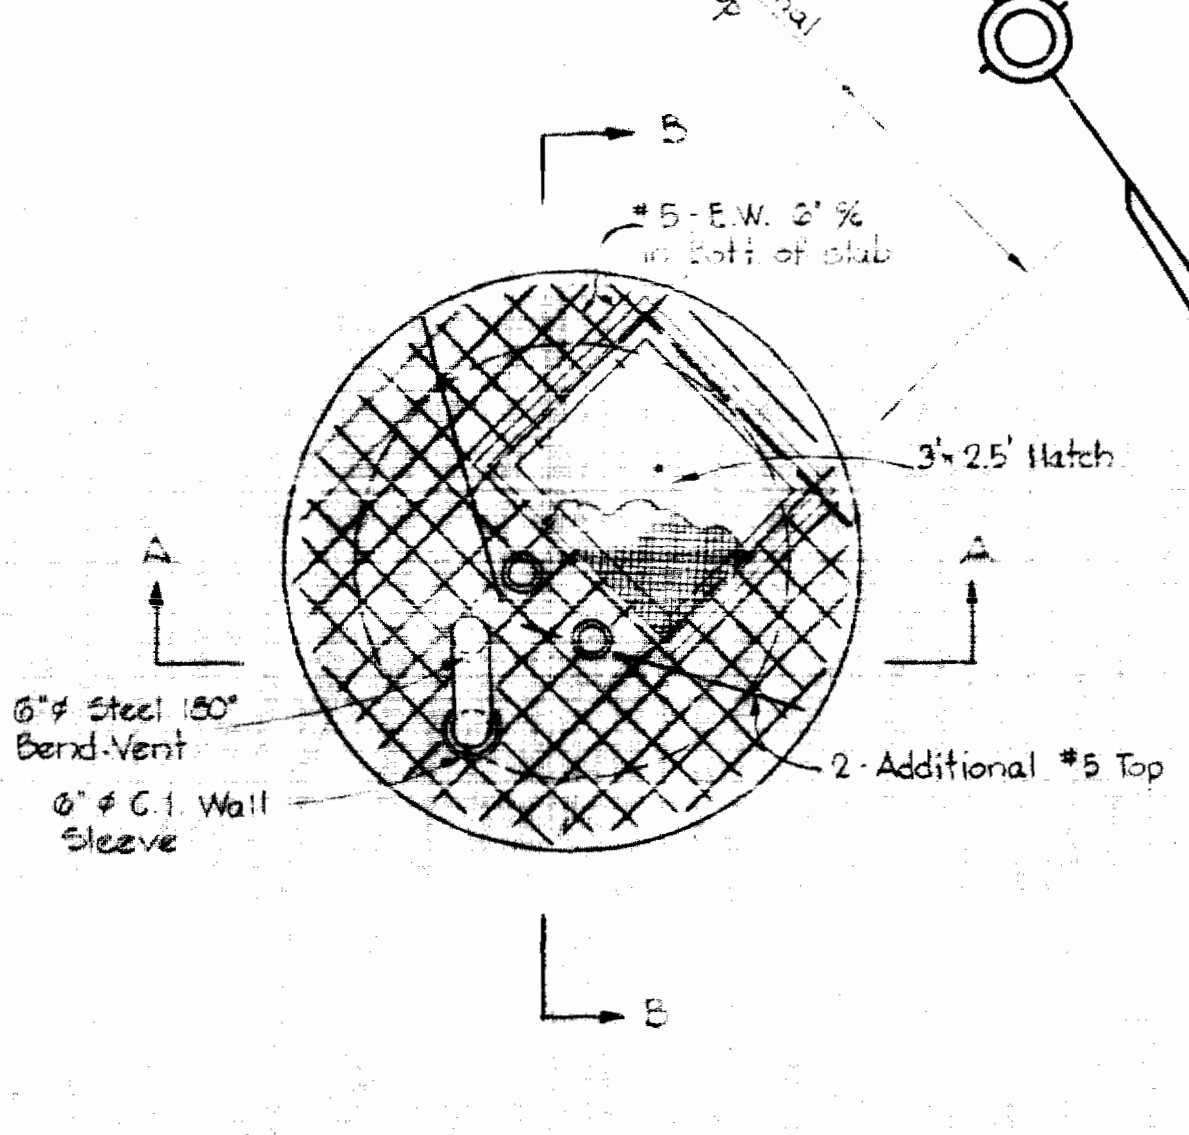 B
#5 - E.W. 6" %
in Bott. of slab
3' x 2.5' Hatch
A
A
6"ø Steel 180°
Bend-Vent
2 - Additional #5 Top
6" ø C.I. Wall
Sleeve
B